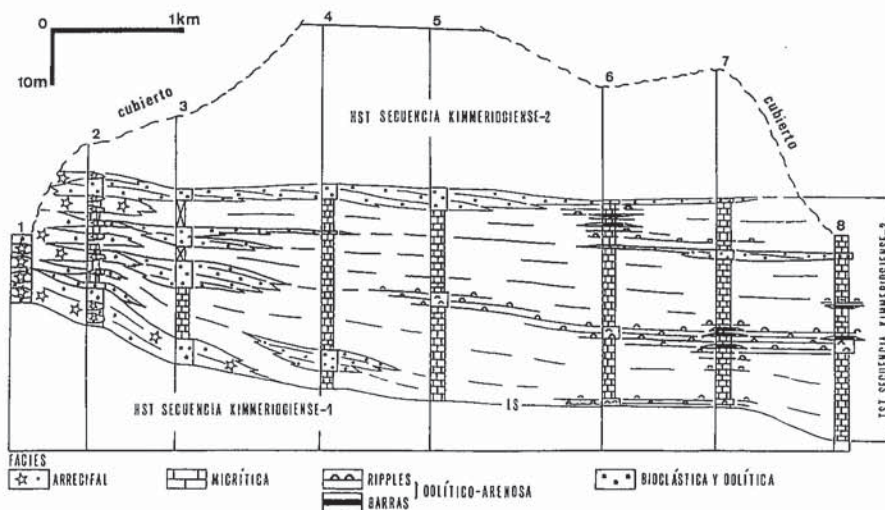 0 1km
10m
4 5
6 7
cubierto
cubierto
3
2
HST SECUENCIA KIMMERIDGIENSE-2
1
8
HST SECUENCIA KIMMERIDGIENSE-1
LS
TST SECUENCIA KIMMERIDGIENSE-2
FACIES
ARRECIFAL
MICRÍTICA
RIPPLES
BARRAS
OOLÍTICO-ARENOSA
BIOCLÁSTICA Y OOLÍTICA